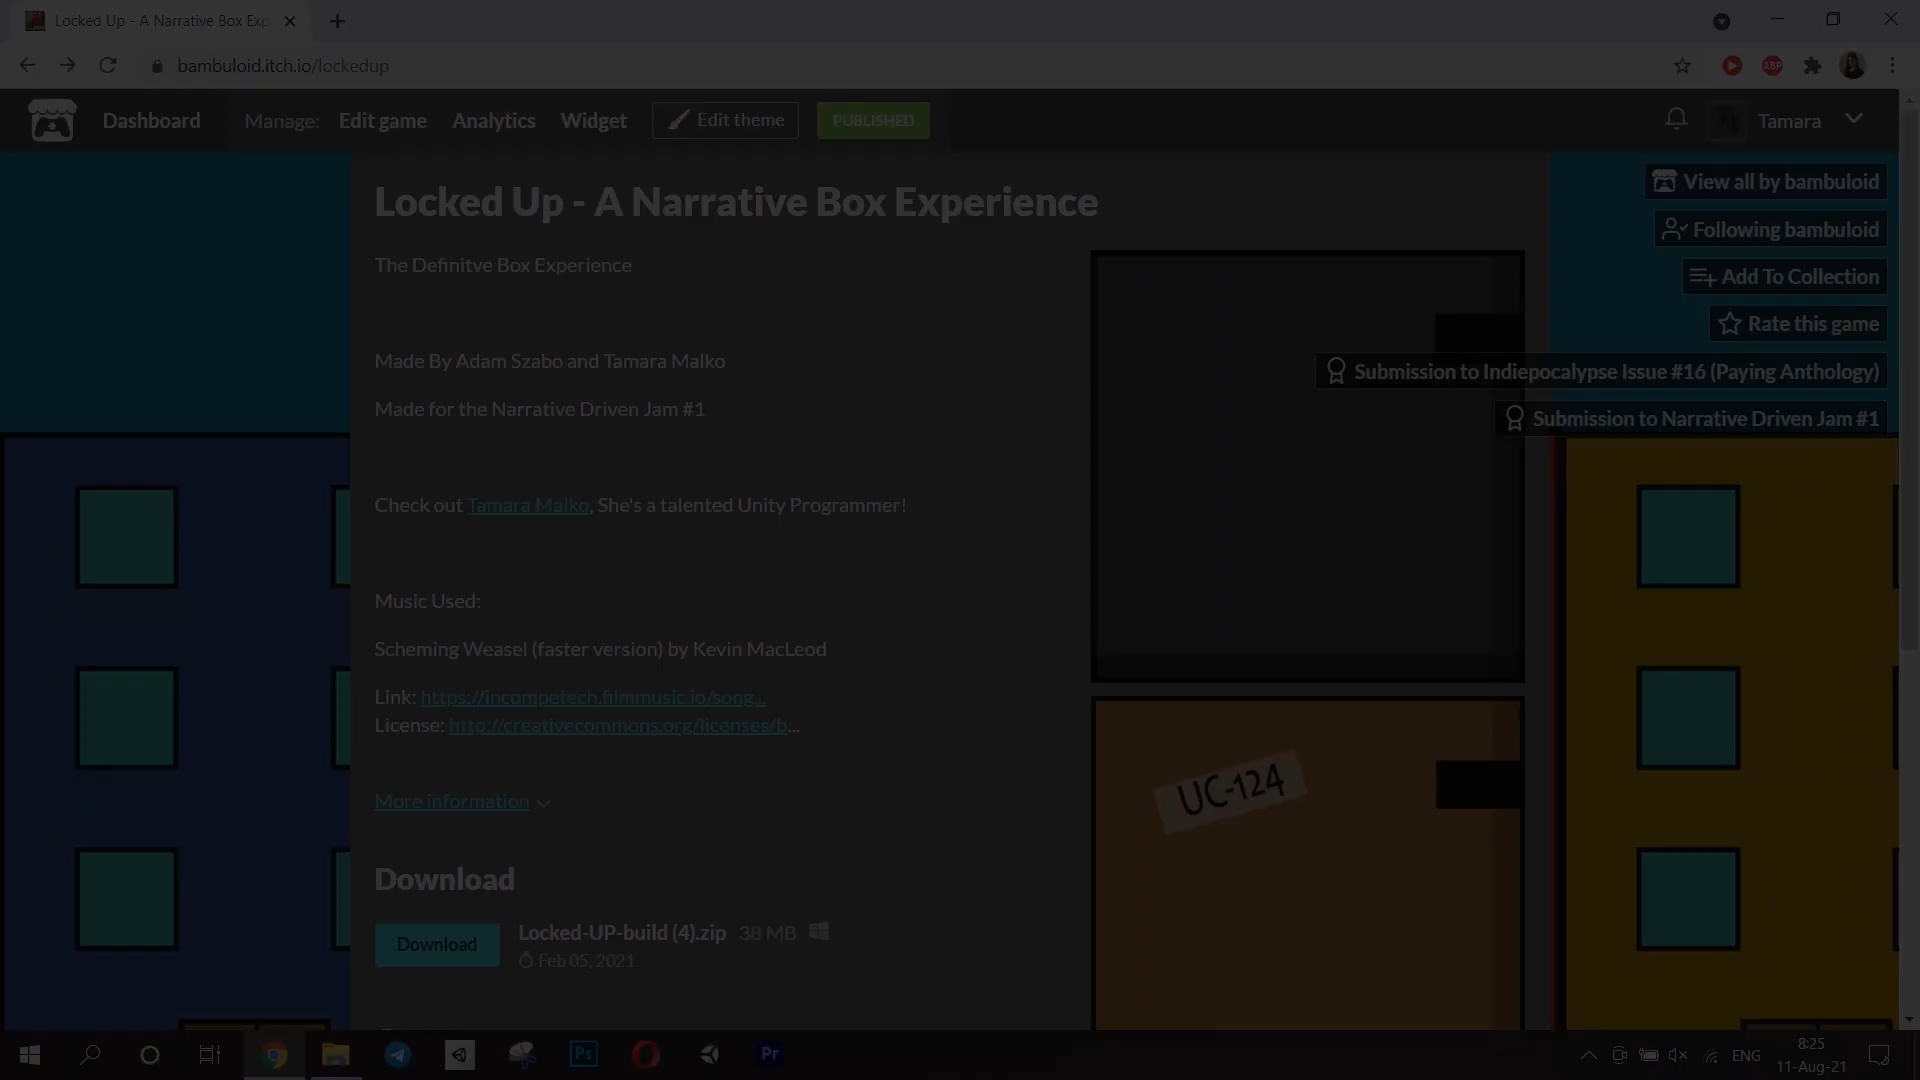 Locked Up - A Narrative Box Exp
bambuloid.itch.io/lockedup
ABP
Dashboard
Manage:
Edit game
Analytics
Widget
Edit theme
PUBLISHED
Tamara
Locked Up - A Narrative Box Experience
The Definitve Box Experience
Made By Adam Szabo and Tamara Malko
Made for the Narrative Driven Jam #1
Check out Tamara Malko, She's a talented Unity Programmer!
Music Used:
Scheming Weasel (faster version) by Kevin MacLeod
Link: https://incompetech.filmmusic.io/song...
License: http://creativecommons.org/licenses/b...
More information
Download
Download
Locked-UP-build (4).zip 38 MB
Feb 05, 2021
View all by bambuloid
Following bambuloid
Add To Collection
Rate this game
Submission to Indiepocalypse Issue #16 (Paying Anthology)
Submission to Narrative Driven Jam #1
UC-124
Ps
Pr
ENG
8:25
11-Aug-21